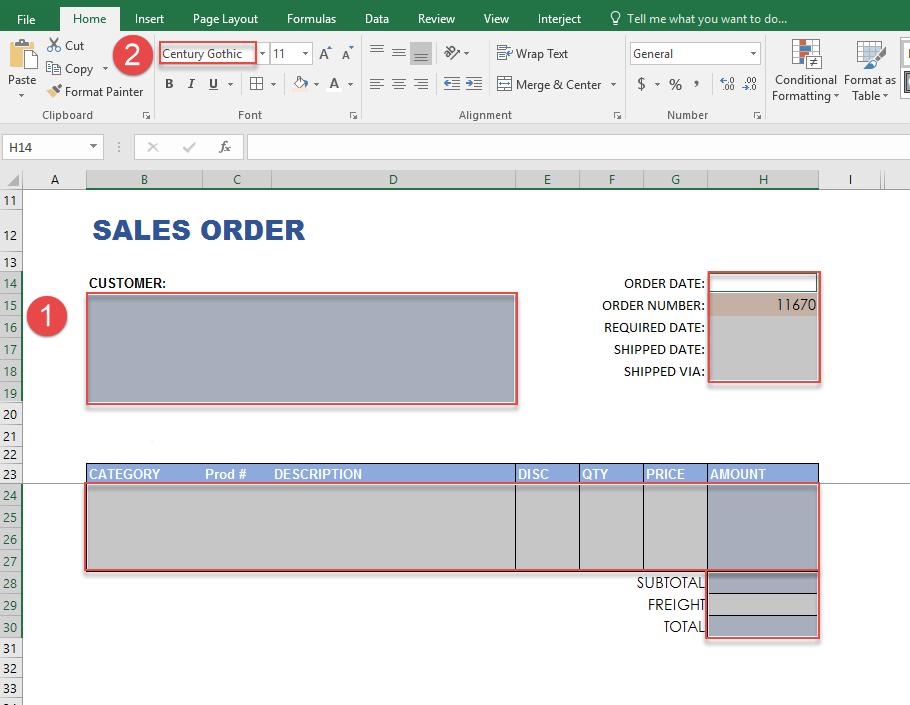 File Home Insert Page Layout Formulas Data Review View Interject Tell me what you want to do...
Cut
Copy
Format Painter
Paste
Clipboard
2
Century Gothic 11 A A
B I U A
Font
Wrap Text
Merge & Center
Alignment
General
$ % ,
Number
Conditional Formatting
Format as Table
H14 fx
A B C D E F G H I
11
12 SALES ORDER
13
14 CUSTOMER: ORDER DATE:
1
15 ORDER NUMBER: 11670
16 REQUIRED DATE:
17 SHIPPED DATE:
18 SHIPPED VIA:
19
20
21
22
23 CATEGORY Prod # DESCRIPTION DISC QTY PRICE AMOUNT
24
25
26
27
28 SUBTOTAL
29 FREIGHT
30 TOTAL
31
32
33